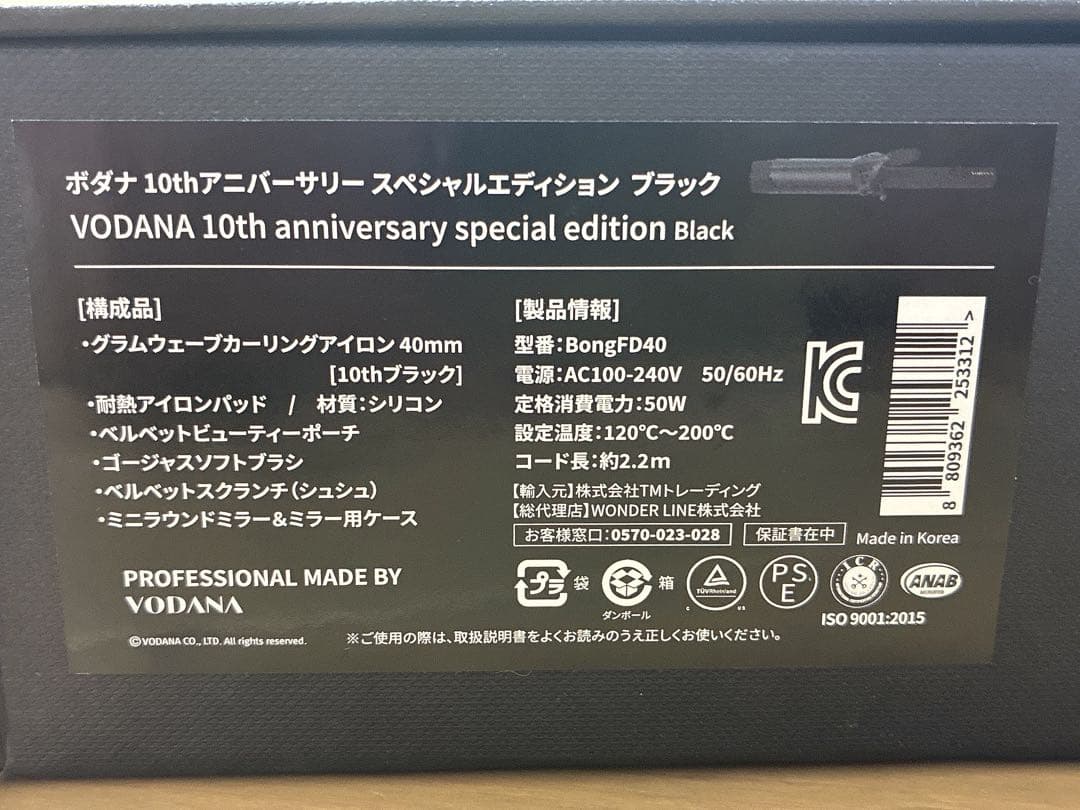 ボダナ 10thアニバーサリー スペシャルエディション ブラック
VODANA 10th anniversary special edition Black
[構成品]
・グラムウェーブカーリングアイロン 40mm
[10thブラック]
・耐熱アイロンパッド / 材質：シリコン
・ベルベットビューティーポーチ
・ゴージャスソフトブラシ
・ベルベットスクランチ（シュシュ）
・ミニラウンドミラー＆ミラー用ケース
PROFESSIONAL MADE BY
VODANA
©VODANA CO., LTD. All rights reserved.
[製品情報]
型番：BongFD40
電源：AC100-240V 50/60Hz
定格消費電力：50W
設定温度：120℃〜200℃
コード長：約2.2m
【輸入元】株式会社TMトレーディング
【総代理店】WONDER LINE株式会社
お客様窓口：0570-023-028 保証書在中 Made in Korea
8 809362 253312 >
プラ 袋 箱 TÜVRheinland PSE ICR ANAB
ダンボール c us
ISO 9001:2015
※ご使用の際は、取扱説明書をよくお読みのうえ正しくお使いください。